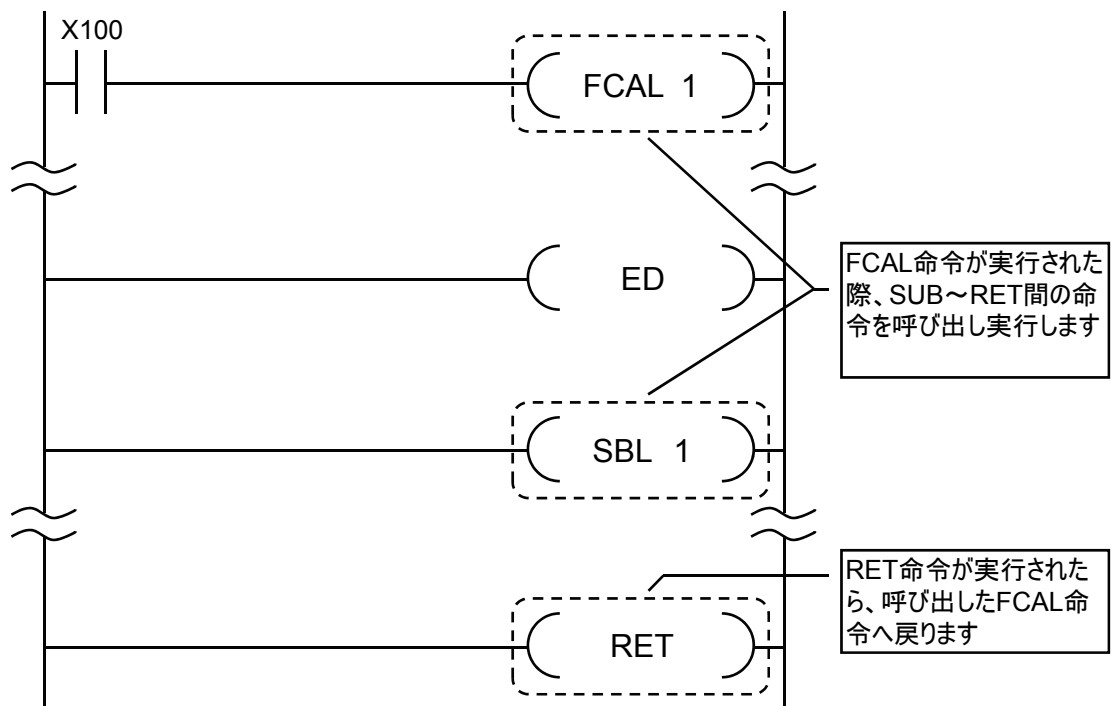 X100
FCAL 1
ED
FCAL命令が実行された
際、SUB～RET間の命
令を呼び出し実行します
SBL 1
RET命令が実行された
ら、呼び出したFCAL命
令へ戻ります
RET